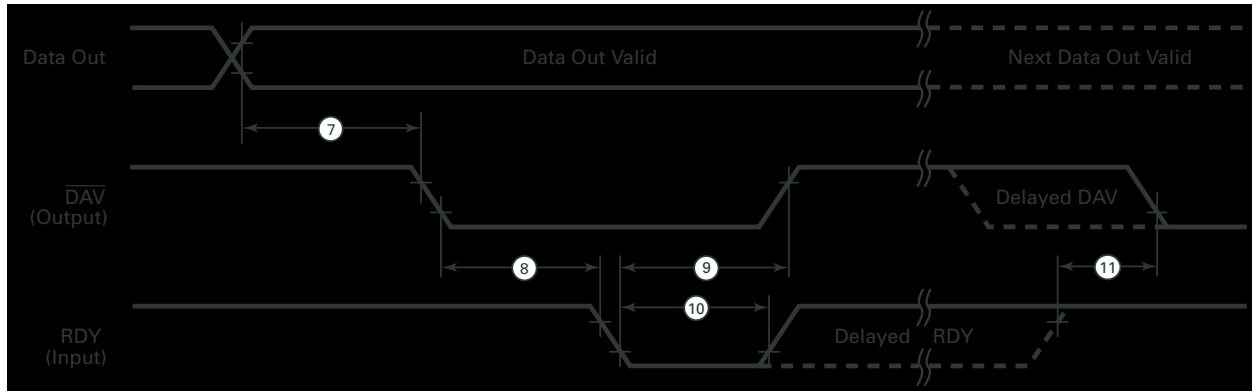 Data Out
Data Out Valid
Next Data Out Valid
7
DAV
(Output)
Delayed DAV
8
9
11
10
RDY
(Input)
Delayed RDY